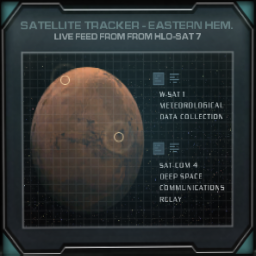 SATELLITE TRACKER - EASTERN HEM.
LIVE FEED FROM FROM HLO-SAT 7
W-SAT 1
METEOROLOGICAL
DATA COLLECTION
SAT-COM 4
DEEP SPACE
COMMUNICATIONS
RELAY